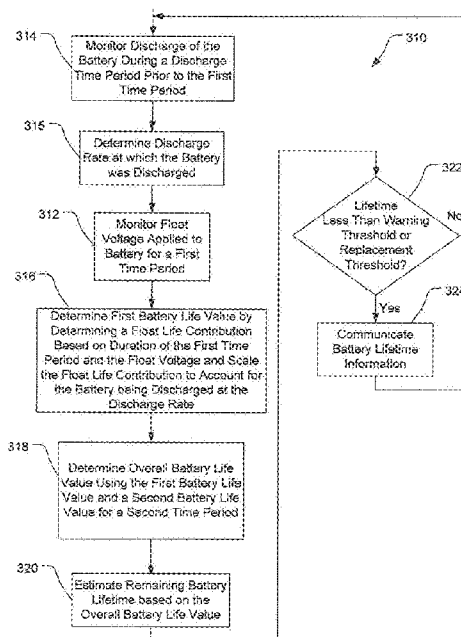 314
Monitor Discharge of the
Battery During a Discharge
Time Period Prior to the First
Time Period
310
315
Determine Discharge
Rate at which the Battery
was Discharged
312
Monitor Float
Voltage Applied to
Battery for a First
Time Period
316
Determine First Battery Life Value by
Determining a Float Life Contribution
Based on Duration of the First Time
Period and the Float Voltage and Scale
the Float Life Contribution to Account for
the Battery being Discharged at the
Discharge Rate
318
Determine Overall Battery Life
Value Using the First Battery Life
Value and a Second Battery Life
Value for a Second Time Period
320
Estimate Remaining Battery
Lifetime based on the
Overall Battery Life Value
322
Lifetime
Less Than Warning
Threshold or
Replacement
Threshold?
No
Yes
324
Communicate
Battery Lifetime
Information